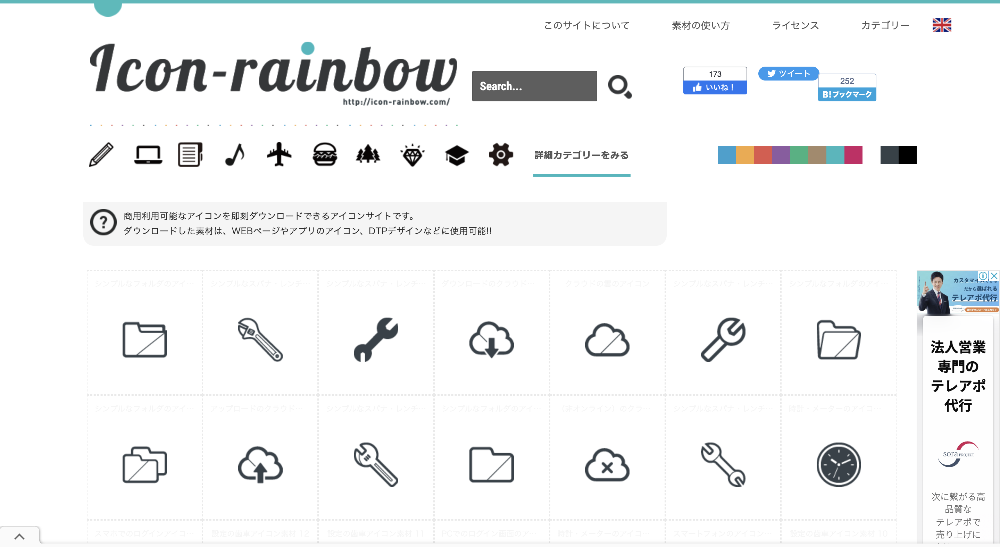 このサイトについて
素材の使い方
ライセンス
カテゴリー
Icon-rainbow
http://icon-rainbow.com/
Search...
173
いいね！
ツイート
252
B!ブックマーク
詳細カテゴリーをみる
?
商用利用可能なアイコンを即刻ダウンロードできるアイコンサイトです。
ダウンロードした素材は、WEBページやアプリのアイコン、DTPデザインなどに使用可能!!
シンプルなフォルダのアイ…
シンプルなスパナ・レンチ…
シンプルなスパナ・レンチ…
ダウンロードのクラウド…
クラウドの雲のアイコン
シンプルなスパナ・レンチ…
シンプルなフォルダのアイ…
シンプルなフォルダのアイ…
アップロードのクラウド…
シンプルなスパナ・レンチ…
シンプルなフォルダのアイ…
（非オンライン）のクラ…
シンプルなスパナ・レンチ…
時計・メーターのアイコ…
スマホでのログインアイコ…
設定の歯車アイコン素材 12
設定の歯車アイコン素材 11
PCでのログイン画面のア…
時計・メーターのアイコ…
スマートフォンのアイコン…
設定の歯車アイコン素材 10
だから選ばれる
テレアポ代行
資料ダウンロードはこちら
法人営業
専門の
テレアポ
代行
sora PROJECT
次に繋がる高
品質な
テレアポで
売り上げに